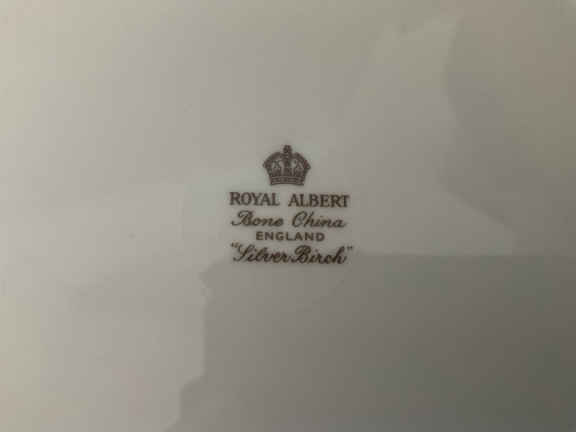 ROYAL ALBERT
Bone China
ENGLAND
"Silver Birch"